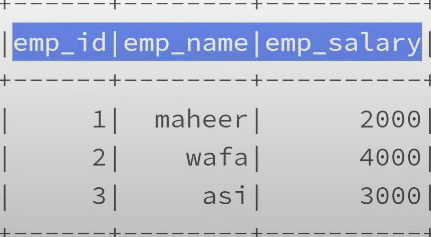 |emp_id|emp_name|emp_salary|
| 1| maheer| 2000|
| 2| wafa| 4000|
| 3| asi| 3000|